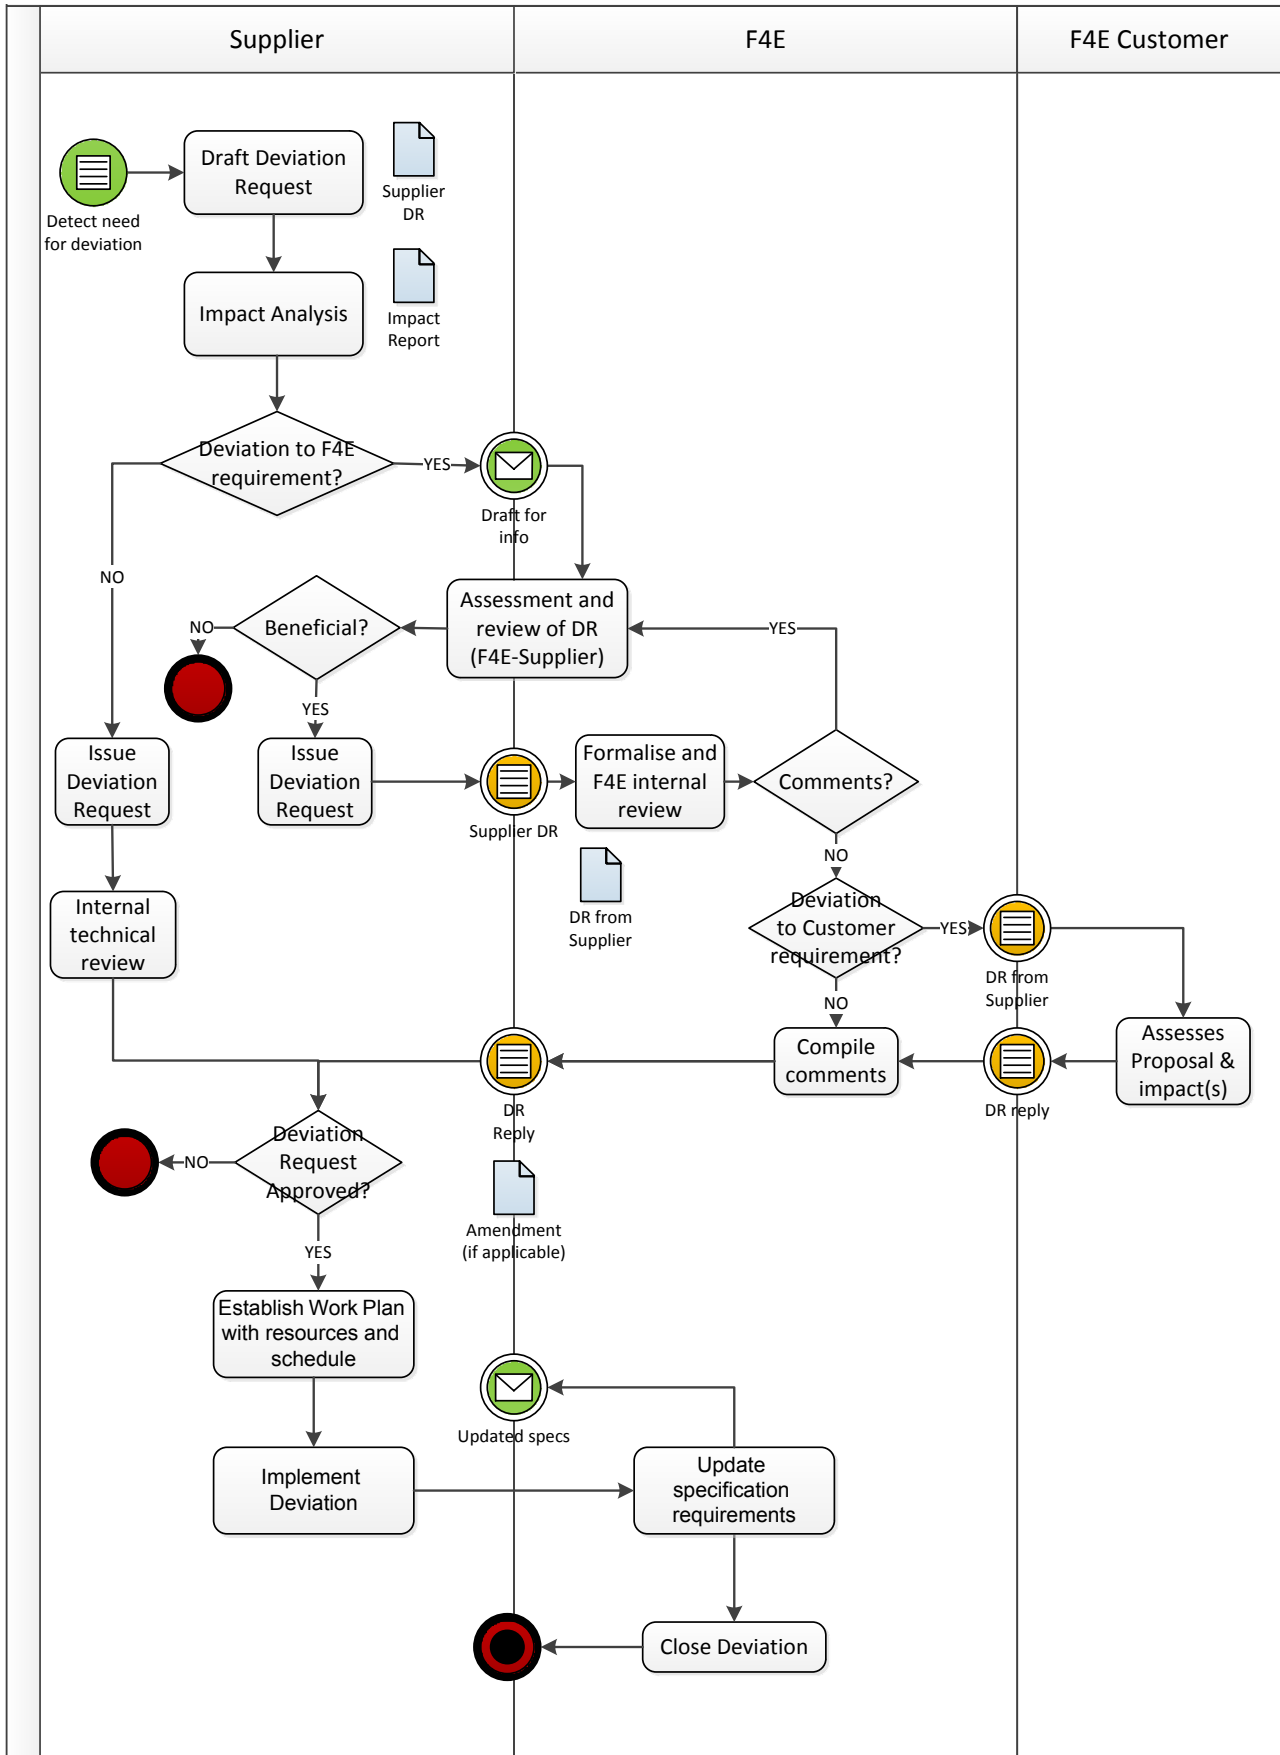 Supplier
F4E
F4E Customer
Detect need
for deviation
Draft Deviation
Request
Supplier
DR
Impact Analysis
Impact
Report
Deviation to F4E
requirement?
YES
Draft for
info
NO
Assessment and
review of DR
(F4E-Supplier)
YES
Beneficial?
NO
YES
Issue
Deviation
Request
Issue
Deviation
Request
Supplier DR
Formalise and
F4E internal
review
Comments?
NO
DR from
Supplier
Internal
technical
review
Deviation
to Customer
requirement?
YES
DR from
Supplier
NO
Compile
comments
Assesses
Proposal &
impact(s)
DR reply
DR
Reply
Deviation
Request
Approved?
NO
Amendment
(if applicable)
YES
Establish Work Plan
with resources and
schedule
Updated specs
Implement
Deviation
Update
specification
requirements
Close Deviation